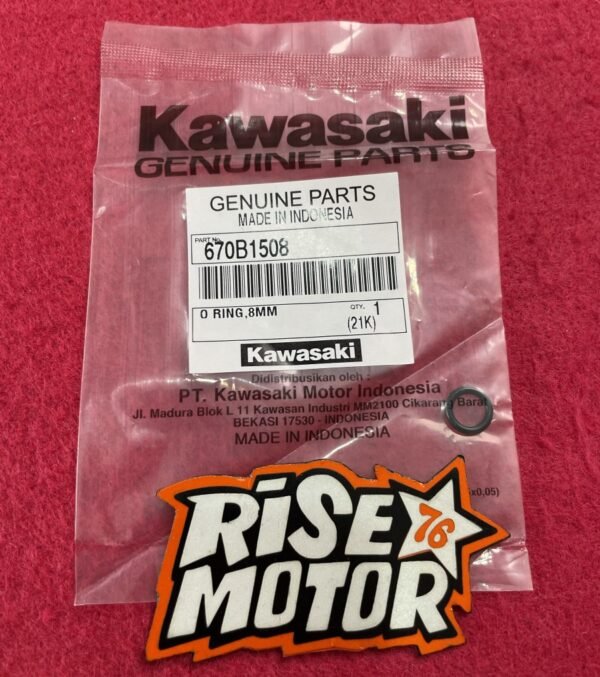 Kawasaki
GENUINE PARTS
GENUINE PARTS
MADE IN INDONESIA
PART No.
670B1508
O RING,8MM
QTY. 1
(21K)
Kawasaki
Didistribusikan oleh :
PT. Kawasaki Motor Indonesia
Jl. Madura Blok L 11 Kawasan Industri MM2100 Cikarang Barat
BEKASI 17530 - INDONESIA
MADE IN INDONESIA
x0,05)
RISE 76
MOTOR